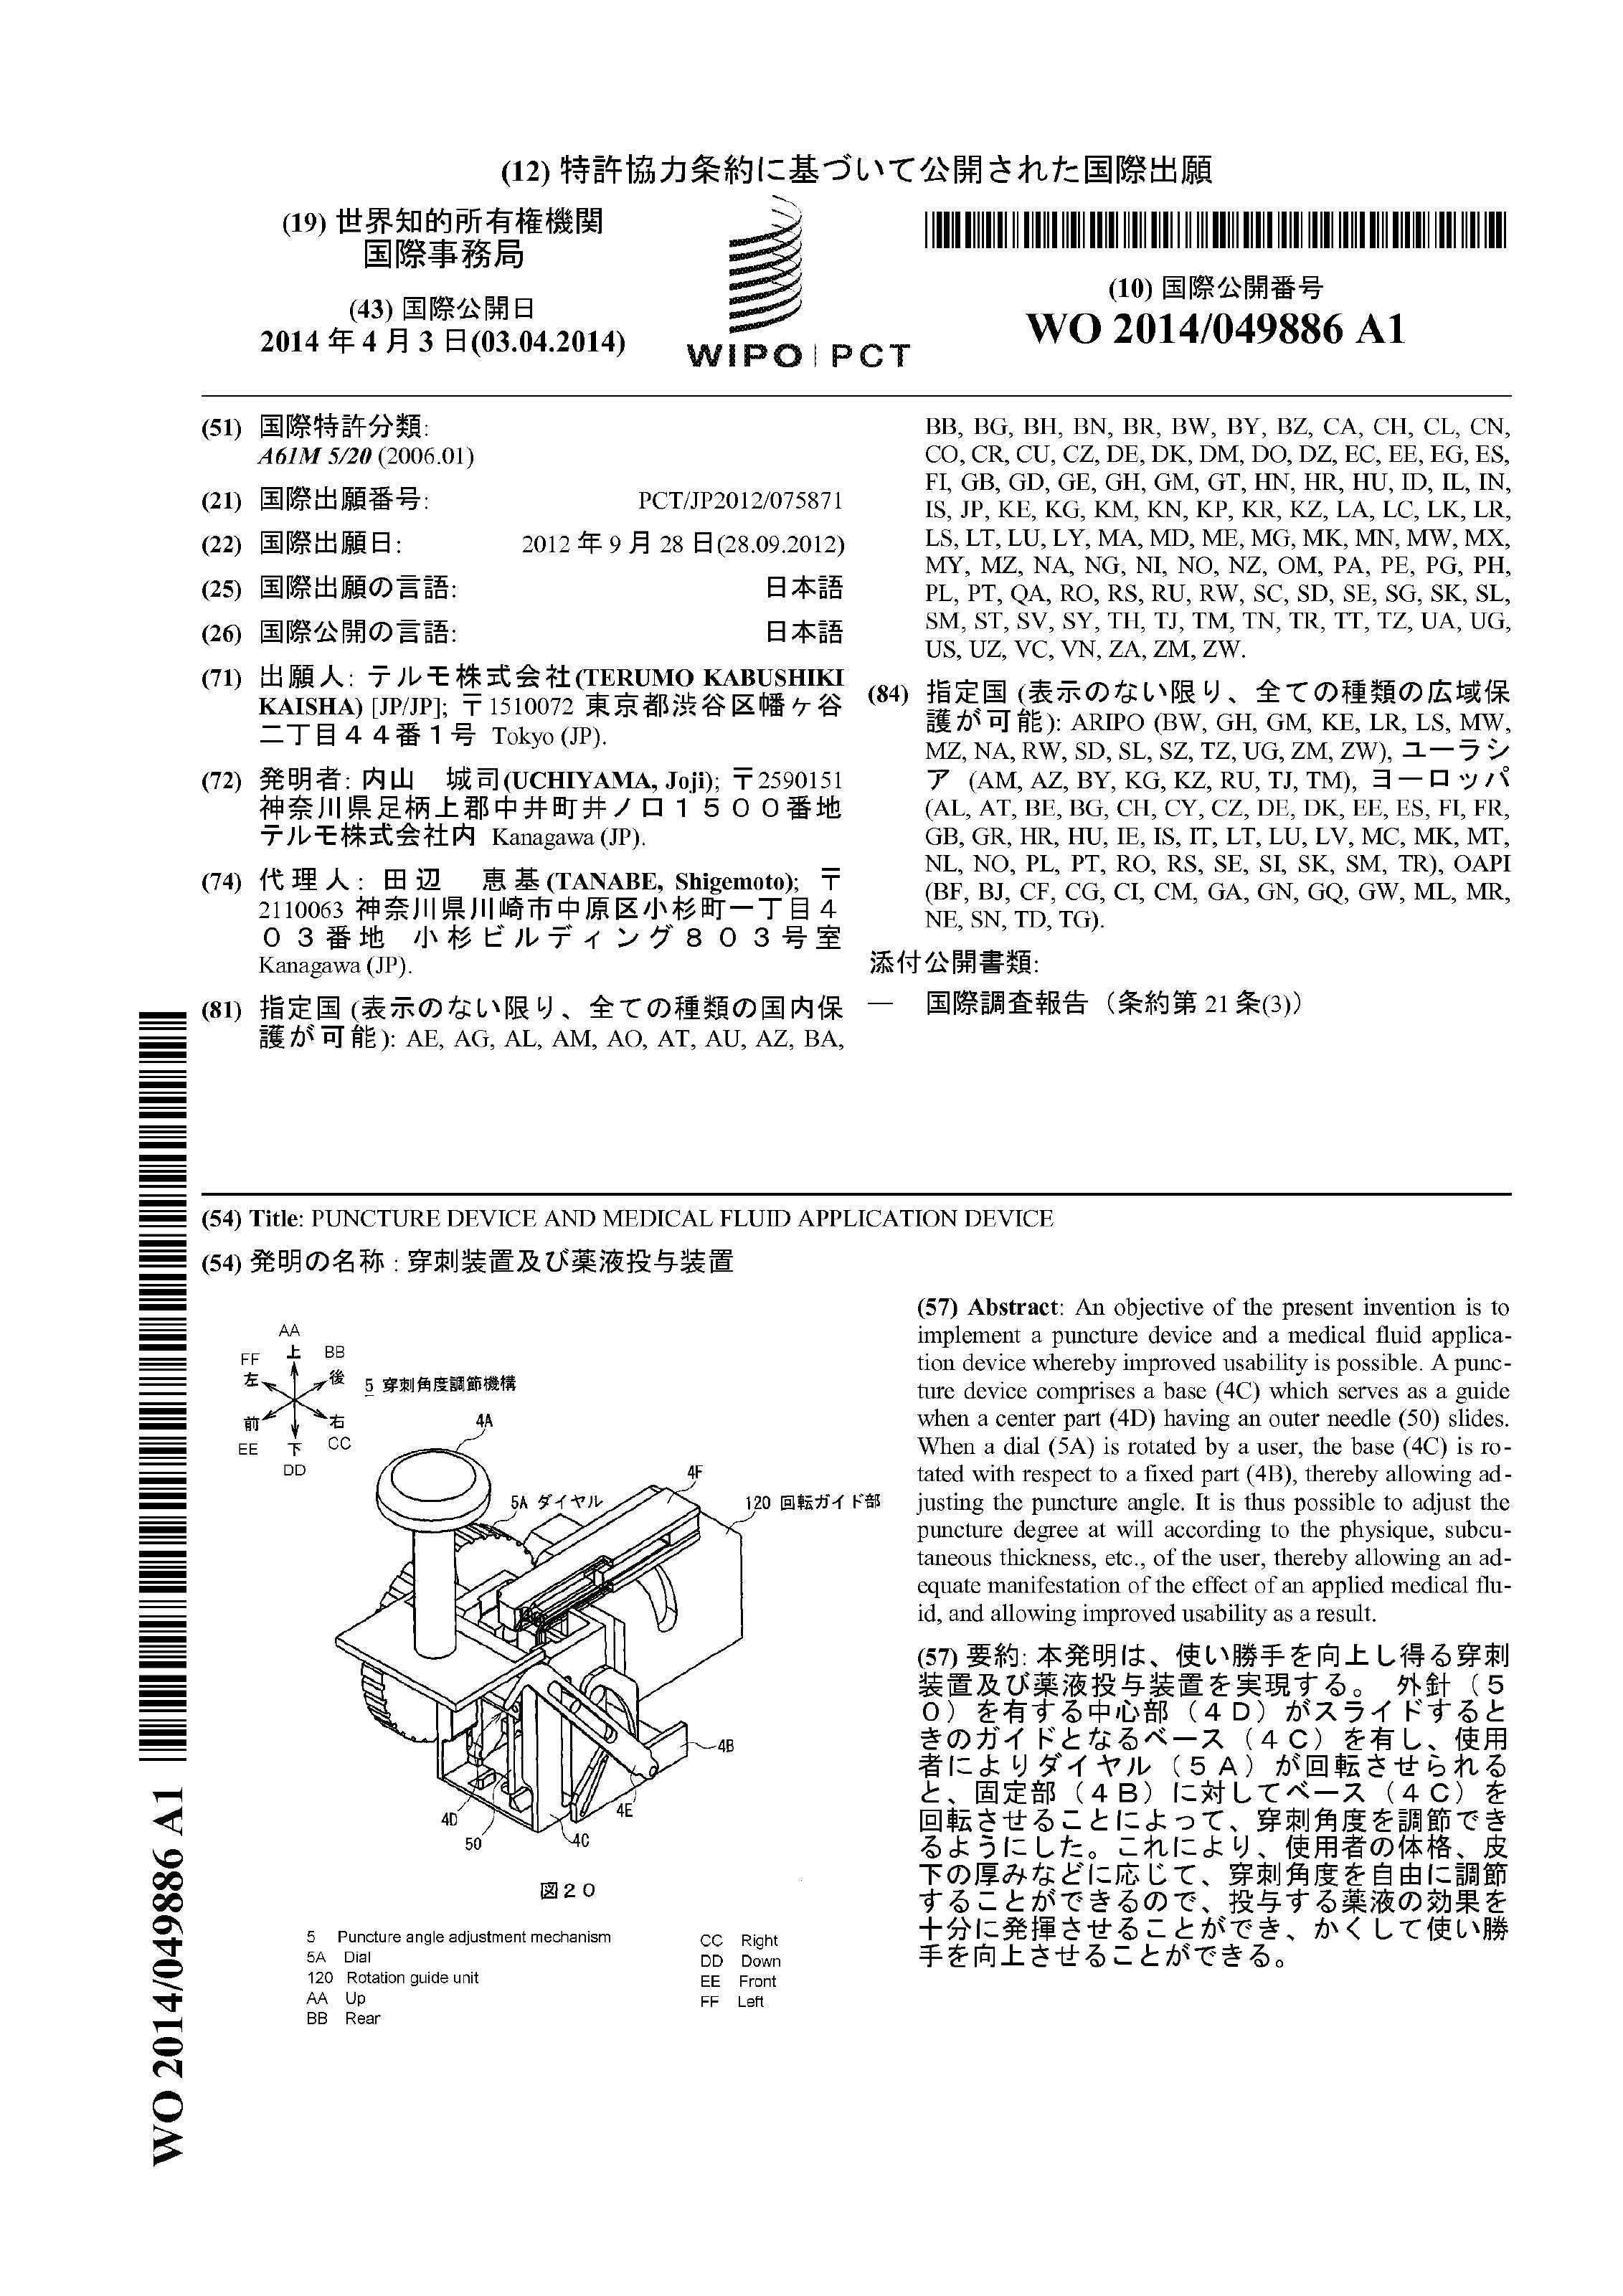 (12) 特許協力条約に基づいて公開された国際出願
(19) 世界知的所有権機関
国際事務局
(43) 国際公開日
2014 年 4 月 3 日(03.04.2014)
WIPO | PCT
(10) 国際公開番号
WO 2014/049886 A1
(51) 国際特許分類:
A61M 5/20 (2006.01)
(21) 国際出願番号: PCT/JP2012/075871
(22) 国際出願日: 2012 年 9 月 28 日(28.09.2012)
(25) 国際出願の言語: 日本語
(26) 国際公開の言語: 日本語
(71) 出願人: テルモ株式会社(TERUMO KABUSHIKI
KAISHA) [JP/JP]; 〒1510072 東京都渋谷区幡ヶ谷
二丁目44番1号 Tokyo (JP).
(72) 発明者: 内山 城司(UCHIYAMA, Joji); 〒2590151
神奈川県足柄上郡中井町井ノ口1500番地
テルモ株式会社内 Kanagawa (JP).
(74) 代理人: 田辺 恵基(TANABE, Shigemoto); 〒
2110063 神奈川県川崎市中原区小杉町一丁目4
03番地 小杉ビルディング803号室
Kanagawa (JP).
(81) 指定国 (表示のない限り、全ての種類の国内保
護が可能): AE, AG, AL, AM, AO, AT, AU, AZ, BA,
BB, BG, BH, BN, BR, BW, BY, BZ, CA, CH, CL, CN,
CO, CR, CU, CZ, DE, DK, DM, DO, DZ, EC, EE, EG, ES,
FI, GB, GD, GE, GH, GM, GT, HN, HR, HU, ID, IL, IN,
IS, JP, KE, KG, KM, KN, KP, KR, KZ, LA, LC, LK, LR,
LS, LT, LU, LY, MA, MD, ME, MG, MK, MN, MW, MX,
MY, MZ, NA, NG, NI, NO, NZ, OM, PA, PE, PG, PH,
PL, PT, QA, RO, RS, RU, RW, SC, SD, SE, SG, SK, SL,
SM, ST, SV, SY, TH, TJ, TM, TN, TR, TT, TZ, UA, UG,
US, UZ, VC, VN, ZA, ZM, ZW.
(84) 指定国 (表示のない限り、全ての種類の広域保
護が可能): ARIPO (BW, GH, GM, KE, LR, LS, MW,
MZ, NA, RW, SD, SL, SZ, TZ, UG, ZM, ZW), ユーラシ
ア (AM, AZ, BY, KG, KZ, RU, TJ, TM), ヨーロッパ
(AL, AT, BE, BG, CH, CY, CZ, DE, DK, EE, ES, FI, FR,
GB, GR, HR, HU, IE, IS, IT, LT, LU, LV, MC, MK, MT,
NL, NO, PL, PT, RO, RS, SE, SI, SK, SM, TR), OAPI
(BF, BJ, CF, CG, CI, CM, GA, GN, GQ, GW, ML, MR,
NE, SN, TD, TG).
添付公開書類:
— 国際調査報告 (条約第 21 条(3))
(54) Title: PUNCTURE DEVICE AND MEDICAL FLUID APPLICATION DEVICE
(54) 発明の名称 : 穿刺装置及び薬液投与装置
AA
上
BB
後
FF
左
前
EE
下
DD
右
CC
5 穿刺角度調節機構
4A
5A ダイヤル
4F
120 回転ガイド部
4B
4E
4D
50
4C
図20
5 Puncture angle adjustment mechanism
5A Dial
120 Rotation guide unit
AA Up
BB Rear
CC Right
DD Down
EE Front
FF Left
(57) Abstract: An objective of the present invention is to
implement a puncture device and a medical fluid applica-
tion device whereby improved usability is possible. A punc-
ture device comprises a base (4C) which serves as a guide
when a center part (4D) having an outer needle (50) slides.
When a dial (5A) is rotated by a user, the base (4C) is ro-
tated with respect to a fixed part (4B), thereby allowing ad-
justing the puncture angle. It is thus possible to adjust the
puncture degree at will according to the physique, subcu-
taneous thickness, etc., of the user, thereby allowing an ad-
equate manifestation of the effect of an applied medical flu-
id, and allowing improved usability as a result.
(57) 要約: 本発明は、使い勝手を向上し得る穿刺
装置及び薬液投与装置を実現する。 外針(5
0)を有する中心部(4D)がスライドすると
きのガイドとなるベース(4C)を有し、使用
者によりダイヤル(5A)が回転させられる
と、固定部(4B)に対してベース(4C)を
回転させることによって、穿刺角度を調節でき
るようにした。これにより、使用者の体格、皮
下の厚みなどに応じて、穿刺角度を自由に調節
することができるので、投与する薬液の効果を
十分に発揮させることができ、かくして使い勝
手を向上させることができる。
WO 2014/049886 A1